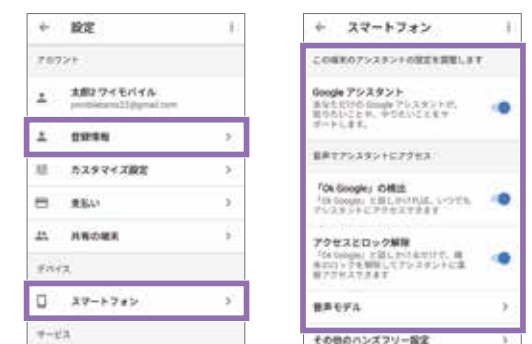 設定
アカウント
太郎2 ワイモバイル
登録情報
カスタマイズ設定
支払い
共有の端末
デバイス
スマートフォン
サービス
スマートフォン
この端末のアシスタントの設定を調整します
Google アシスタント
あなただけの Google アシスタントが、
知りたいことや、やりたいことをサ
ポートします。
音声でアシスタントにアクセス
「Ok Google」の検出
「Ok Google」と話しかければ、いつでも
アシスタントにアクセスできます
アクセスとロック解除
「Ok Google」と話しかけるだけで、端
末のロックを解除してアシスタントに直
接アクセスできます
音声モデル
その他のハンズフリー設定